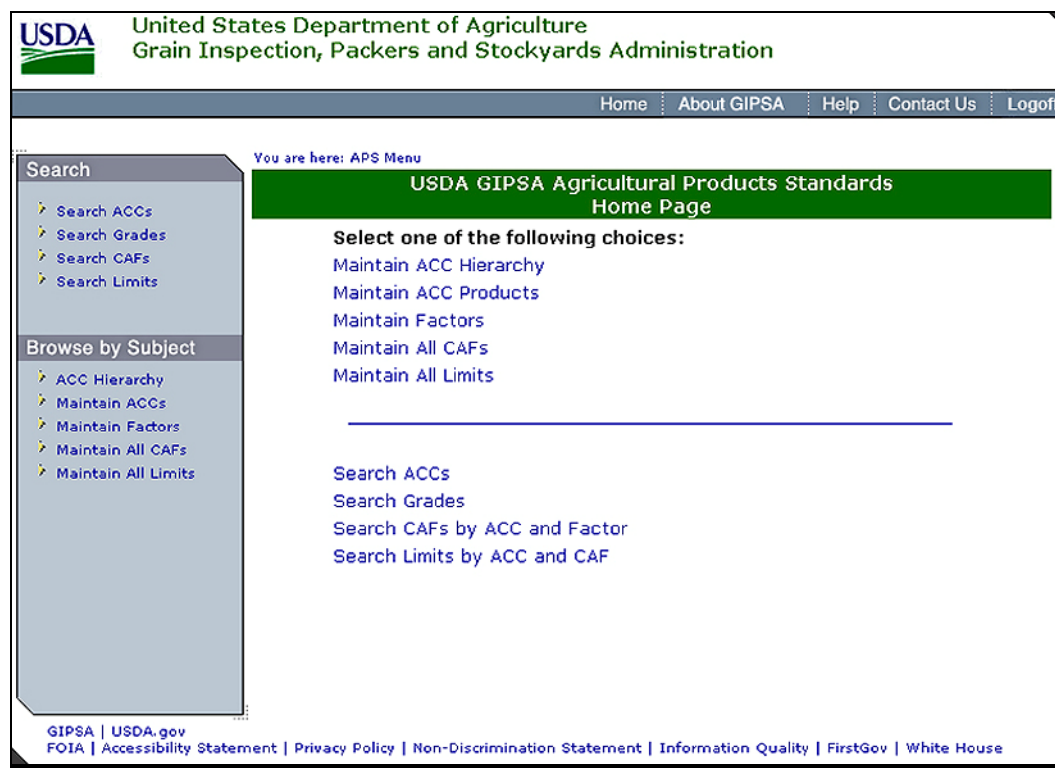 USDA
United States Department of Agriculture
Grain Inspection, Packers and Stockyards Administration
Home About GIPSA Help Contact Us Logof
Search
Search ACCs
Search Grades
Search CAFs
Search Limits
Browse by Subject
ACC Hierarchy
Maintain ACCs
Maintain Factors
Maintain All CAFs
Maintain All Limits
You are here: APS Menu
USDA GIPSA Agricultural Products Standards
Home Page
Select one of the following choices:
Maintain ACC Hierarchy
Maintain ACC Products
Maintain Factors
Maintain All CAFs
Maintain All Limits
Search ACCs
Search Grades
Search CAFs by ACC and Factor
Search Limits by ACC and CAF
GIPSA | USDA.gov
FOIA | Accessibility Statement | Privacy Policy | Non-Discrimination Statement | Information Quality | FirstGov | White House